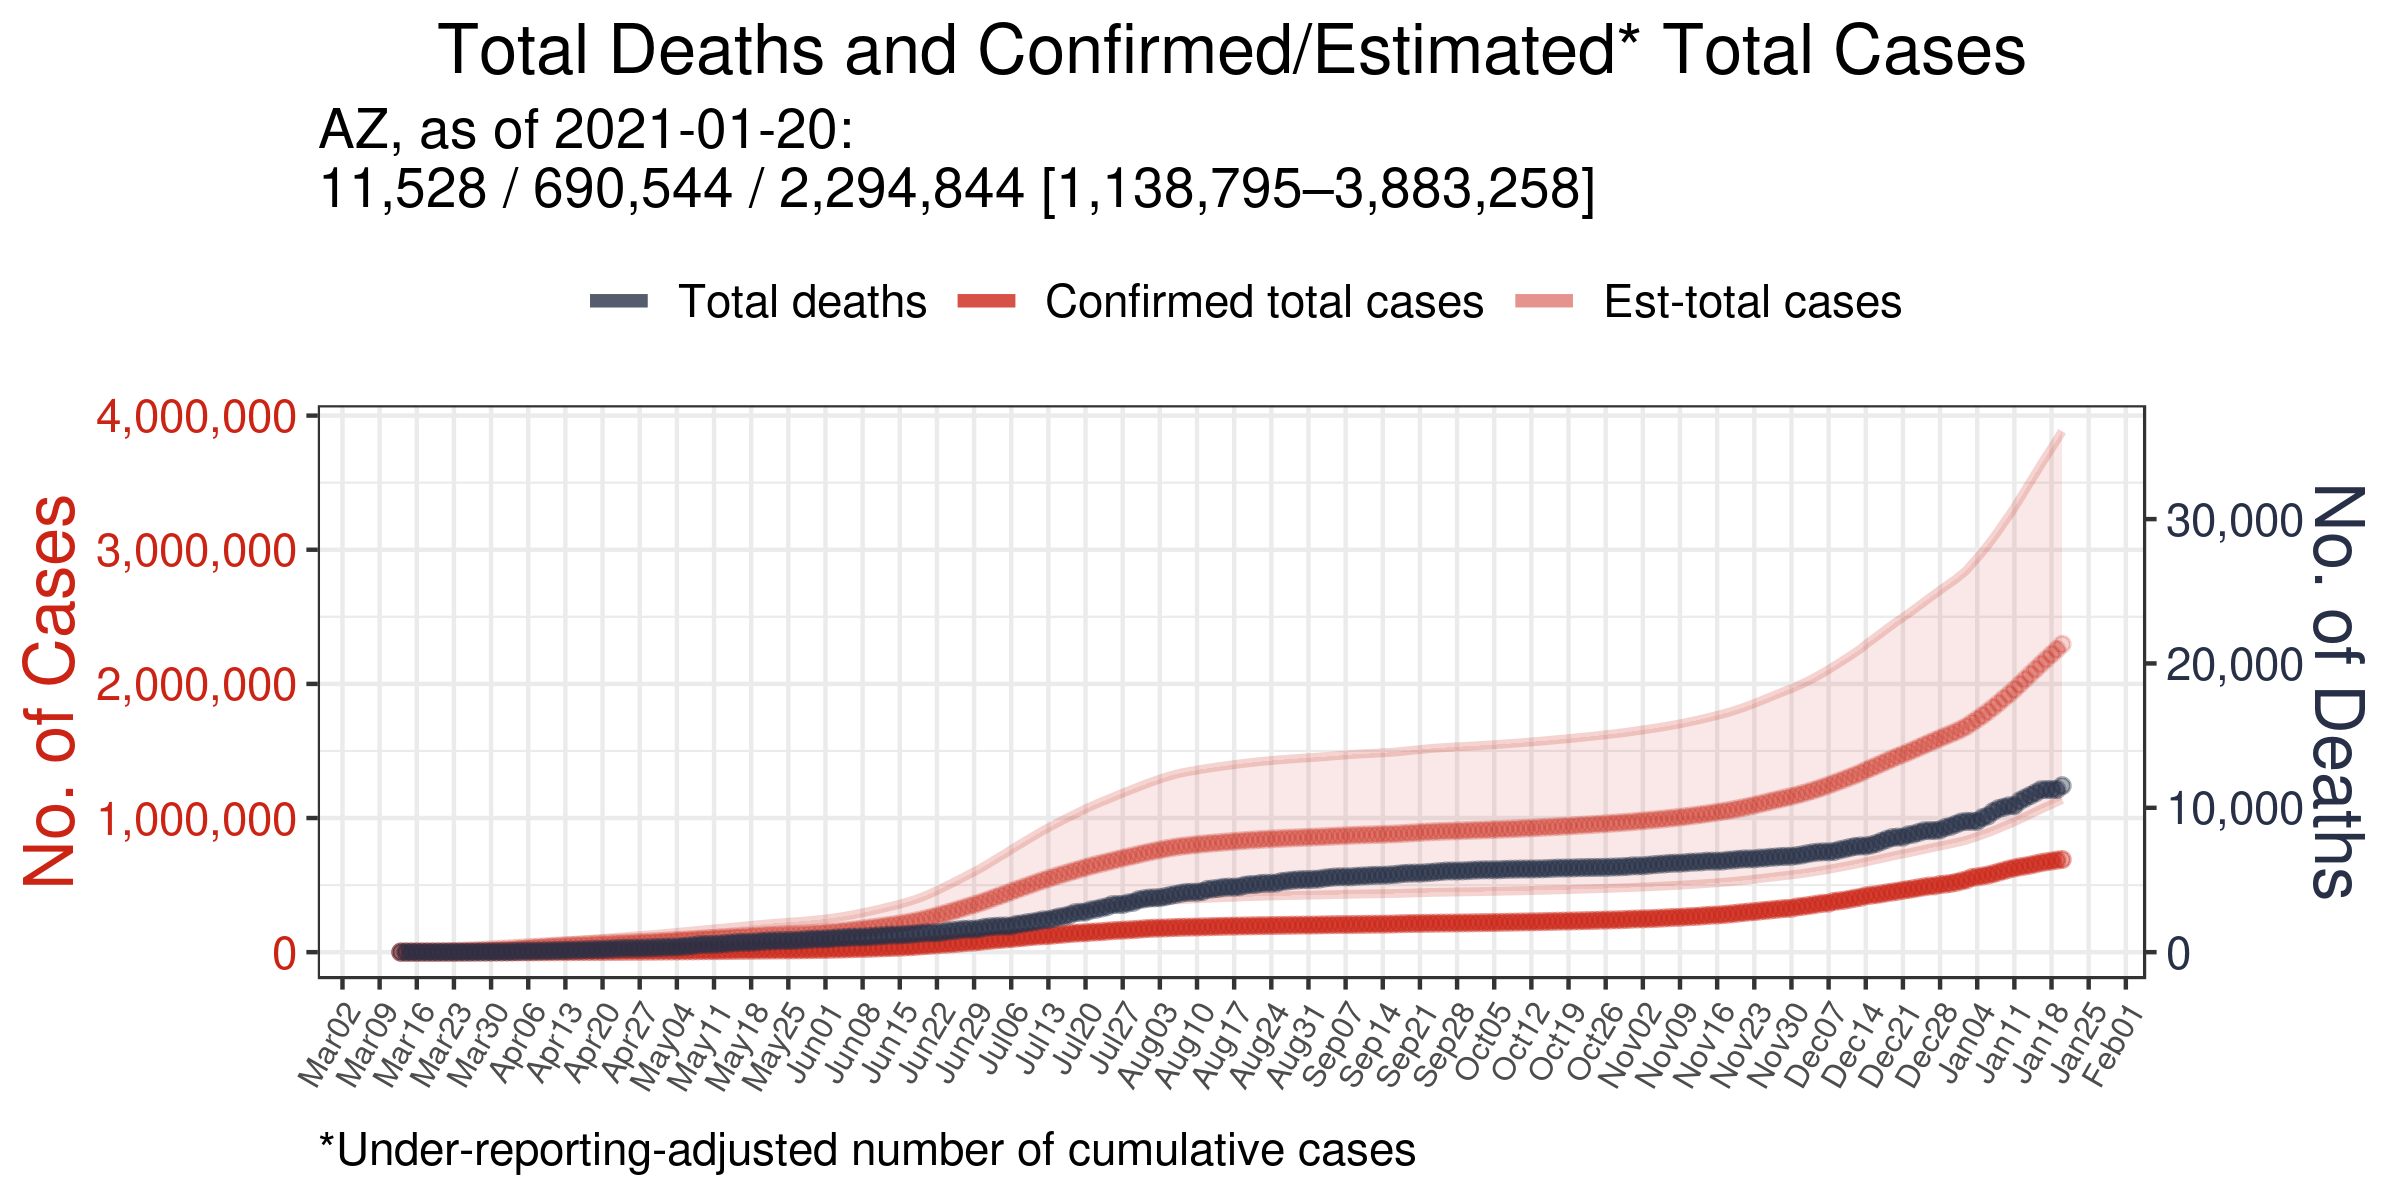 Total Deaths and Confirmed/Estimated* Total Cases
AZ, as of 2021-01-20:
11,528 / 690,544 / 2,294,844 [1,138,795–3,883,258]
Total deaths
Confirmed total cases
Est-total cases
No. of Cases
4,000,000
3,000,000
2,000,000
1,000,000
0
30,000
20,000
10,000
0
No. of Deaths
Mar02
Mar09
Mar16
Mar23
Mar30
Apr06
Apr13
Apr20
Apr27
May04
May11
May18
May25
Jun01
Jun08
Jun15
Jun22
Jun29
Jul06
Jul13
Jul20
Jul27
Aug03
Aug10
Aug17
Aug24
Aug31
Sep07
Sep14
Sep21
Sep28
Oct05
Oct12
Oct19
Oct26
Nov02
Nov09
Nov16
Nov23
Nov30
Dec07
Dec14
Dec21
Dec28
Jan04
Jan11
Jan18
Jan25
Feb01
*Under-reporting-adjusted number of cumulative cases